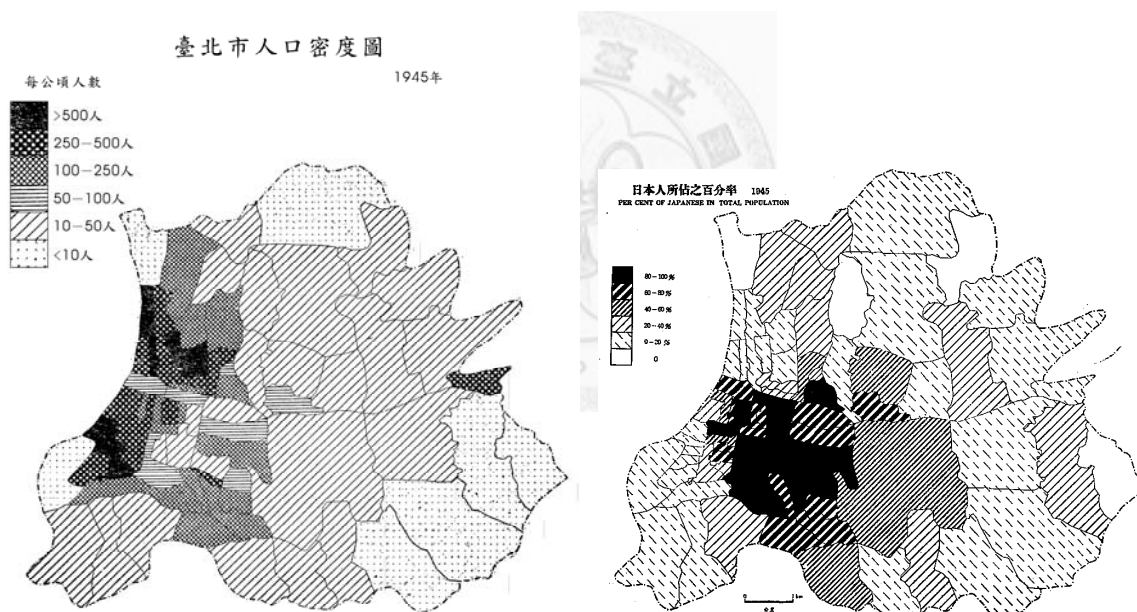 臺北市人口密度圖
1945年
每公頃人數
>500人
250－500人
100－250人
50－100人
10－50人
<10人
臺
立
國
日本人所佔之百分率 1945
PER CENT OF JAPANESE IN TOTAL POPULATION
80－100%
60－80%
40－60%
20－40%
0－20%
0